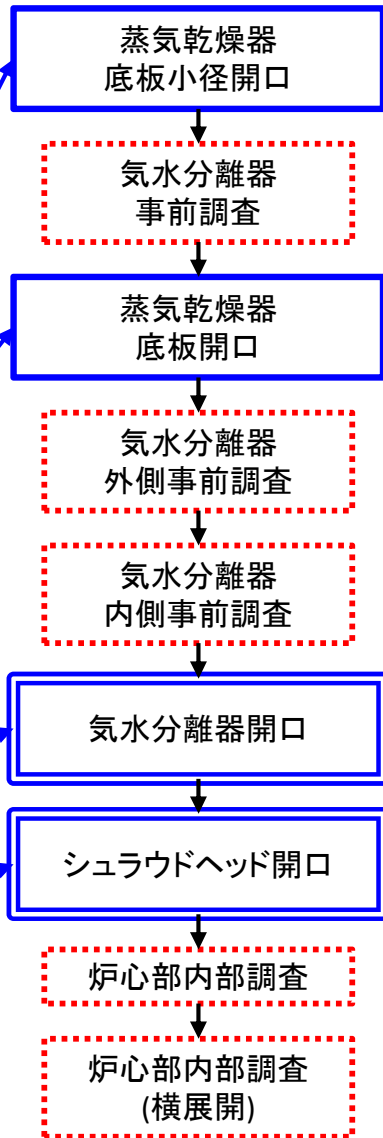 蒸気乾燥器
底板小径開口
気水分離器
事前調査
蒸気乾燥器
底板開口
気水分離器
外側事前調査
気水分離器
内側事前調査
気水分離器開口
シュラウドヘッド開口
炉心部内部調査
炉心部内部調査
(横展開)